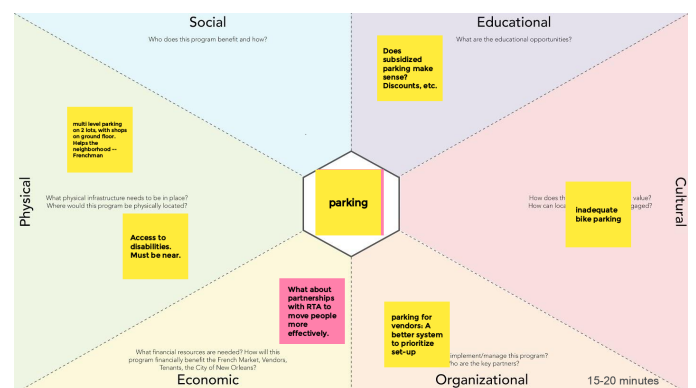 Social
Who does this program benefit and how?
Educational
What are the educational opportunities?
Does
subsidized
parking make
sense?
Discounts, etc.
multi level parking
on 2 lots, with shops
on ground floor.
Helps the
neighborhood --
Frenchman
Physical
What physical infrastructure needs to be in place?
Where would this program be physically located?
Access to
disabilities.
Must be near.
parking
Cultural
How does th
value?
How can loca
gaged?
inadequate
bike parking
What about
partnerships
with RTA to
move people
more
effectively.
What financial resources are needed? How will this
program financially benefit the French Market, Vendors,
Tenants, the City of New Orleans?
Economic
parking for
vendors: A
better system
to prioritize
set-up
implement/manage this program?
ho are the key partners?
Organizational
15-20 minutes